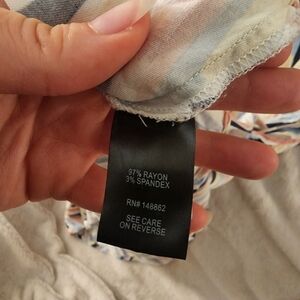 97% RAYON
3% SPANDEX
RN# 148662
SEE CARE
ON REVERSE